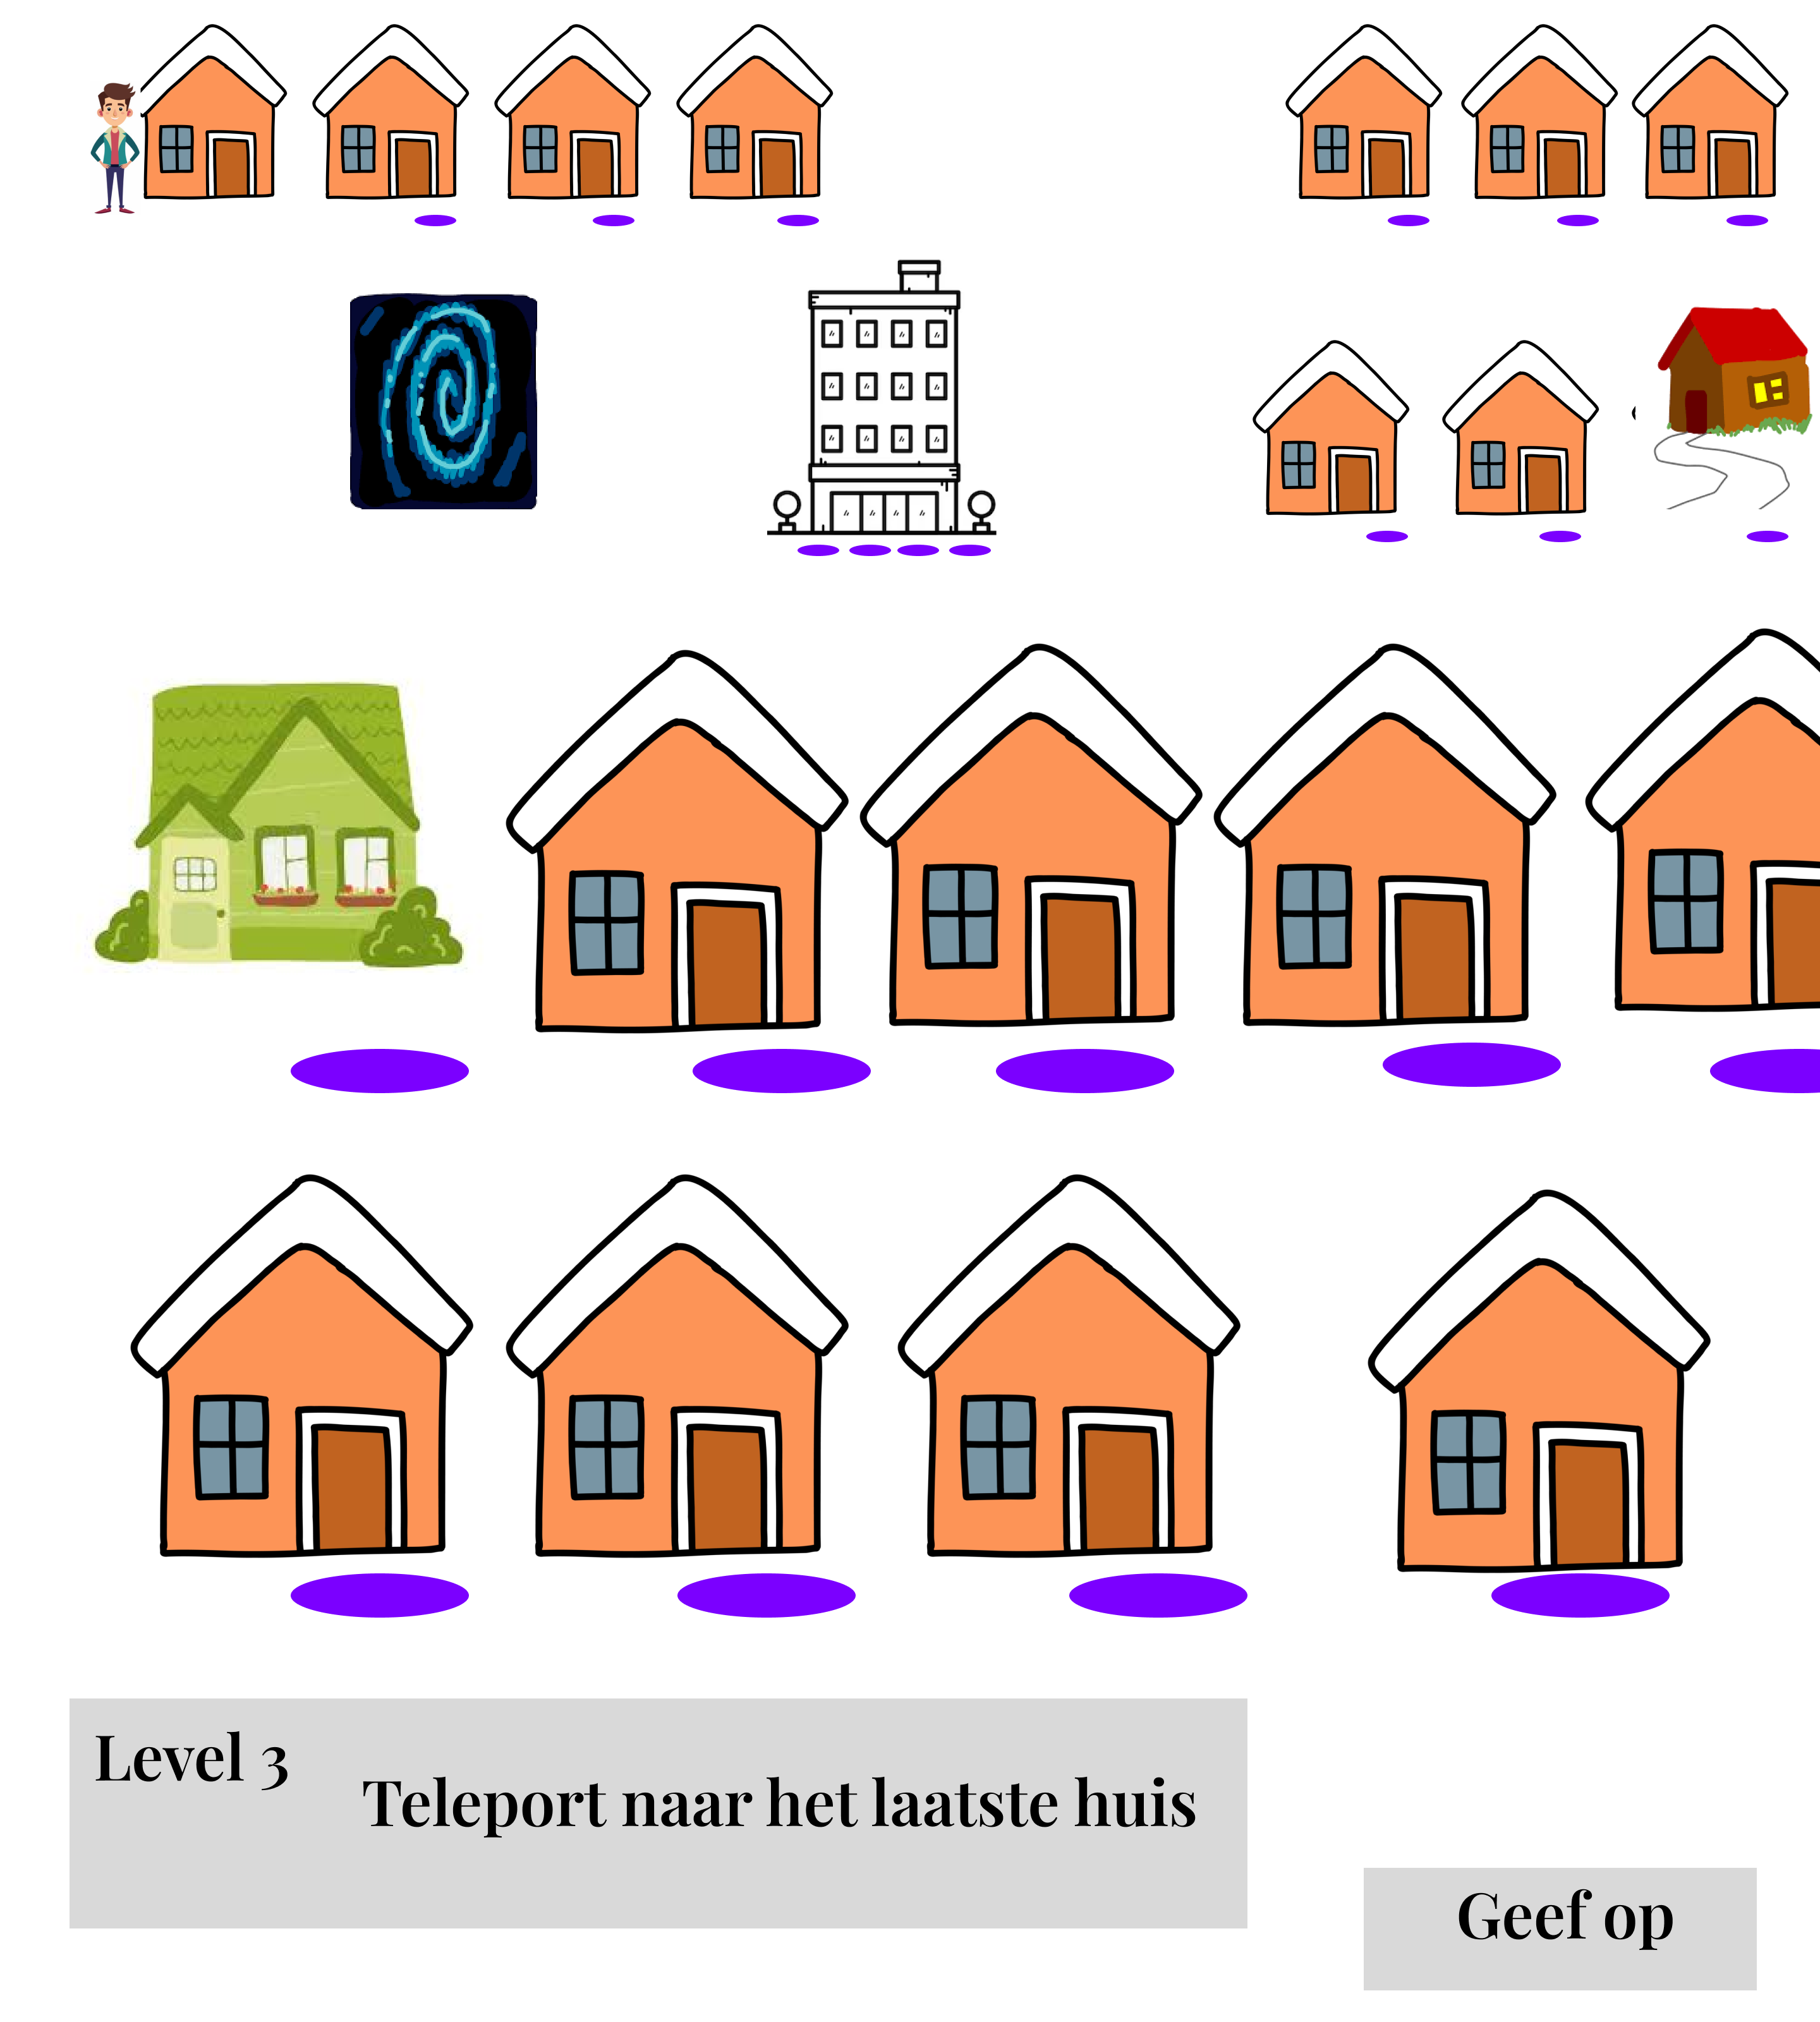 Level 3
Teleport naar het laatste huis
Geef op